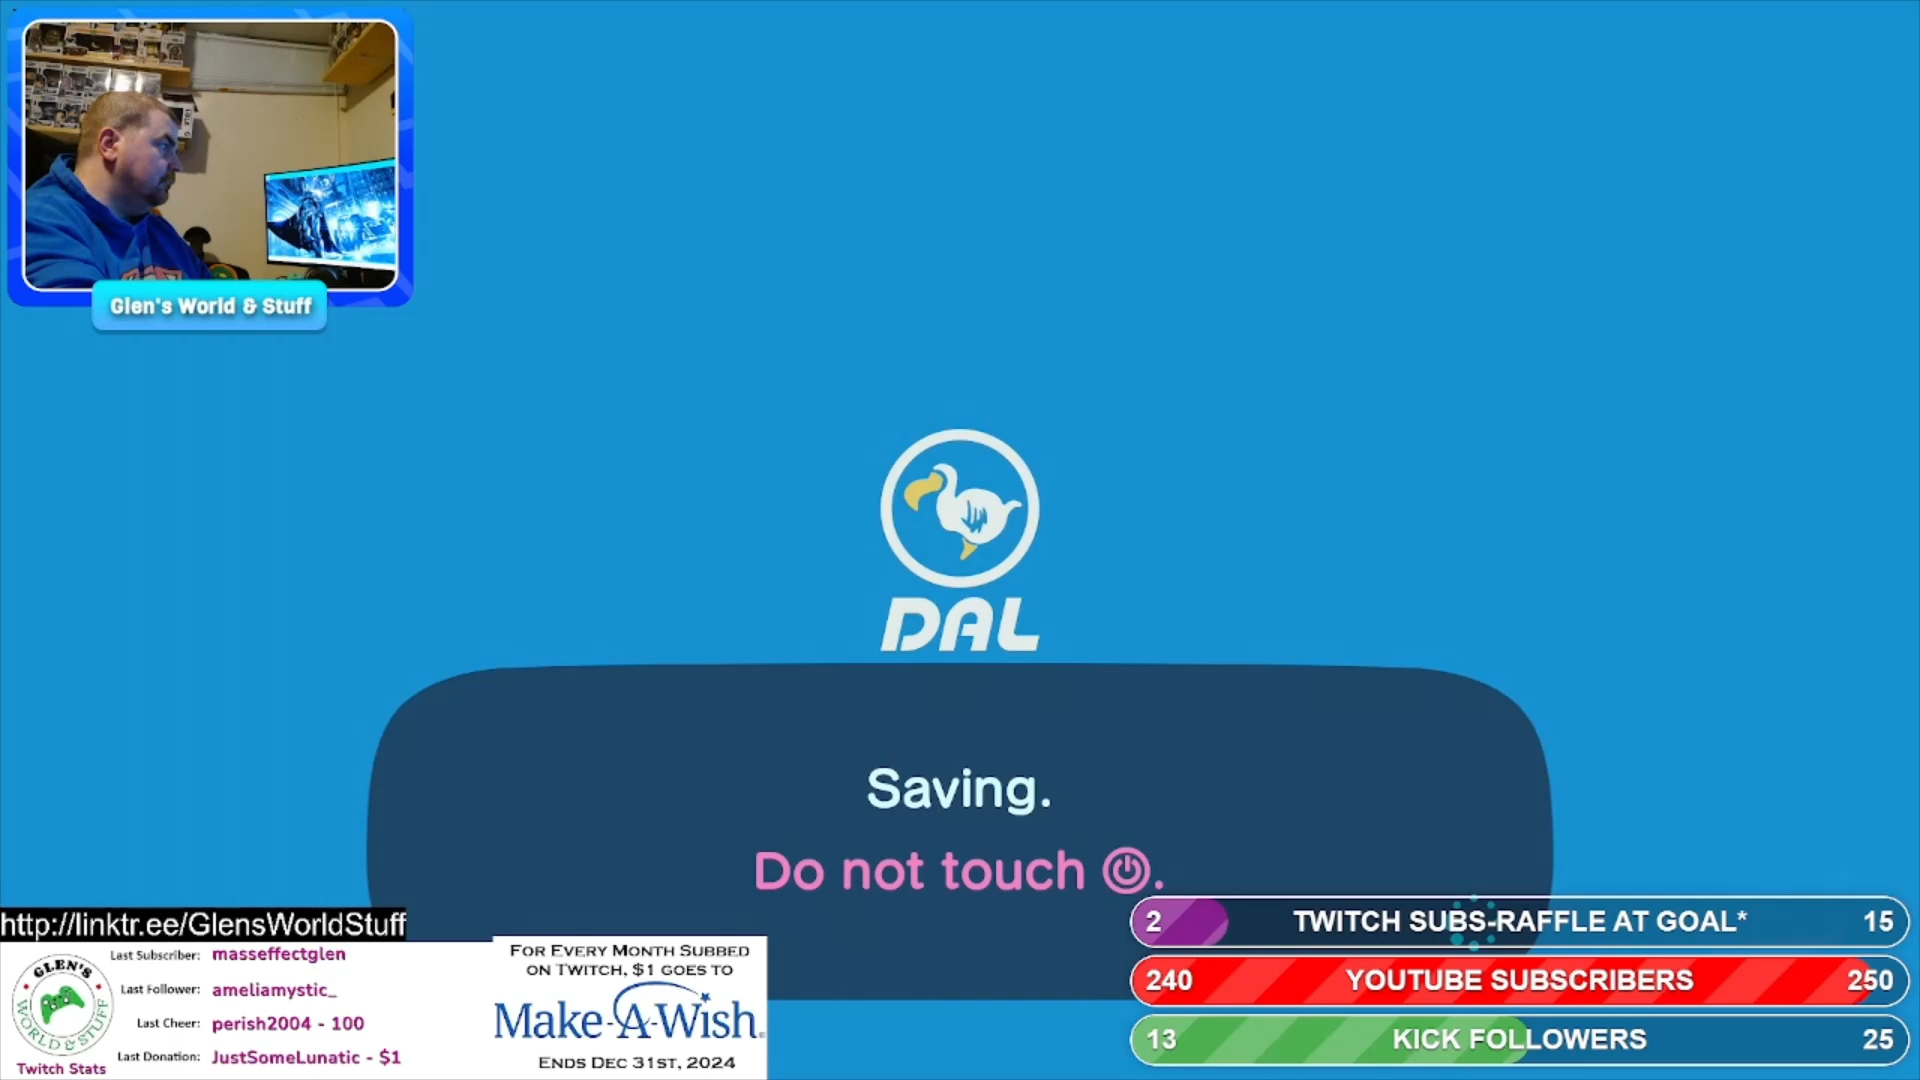 Glen's World & Stuff
DAL
Saving.
Do not touch
http://linktr.ee/GlensWorldStuff
GLEN'S
WORLD & STUFF
Twitch Stats
Last Subscriber: masseffectglen
Last Follower: ameliamystic_
Last Cheer: perish2004 - 100
Last Donation: JustSomeLunatic - $1
FOR EVERY MONTH SUBBED
ON TWITCH, $1 GOES TO
Make-A-Wish
ENDS DEC 31ST, 2024
2 TWITCH SUBS-RAFFLE AT GOAL* 15
240 YOUTUBE SUBSCRIBERS 250
13 KICK FOLLOWERS 25